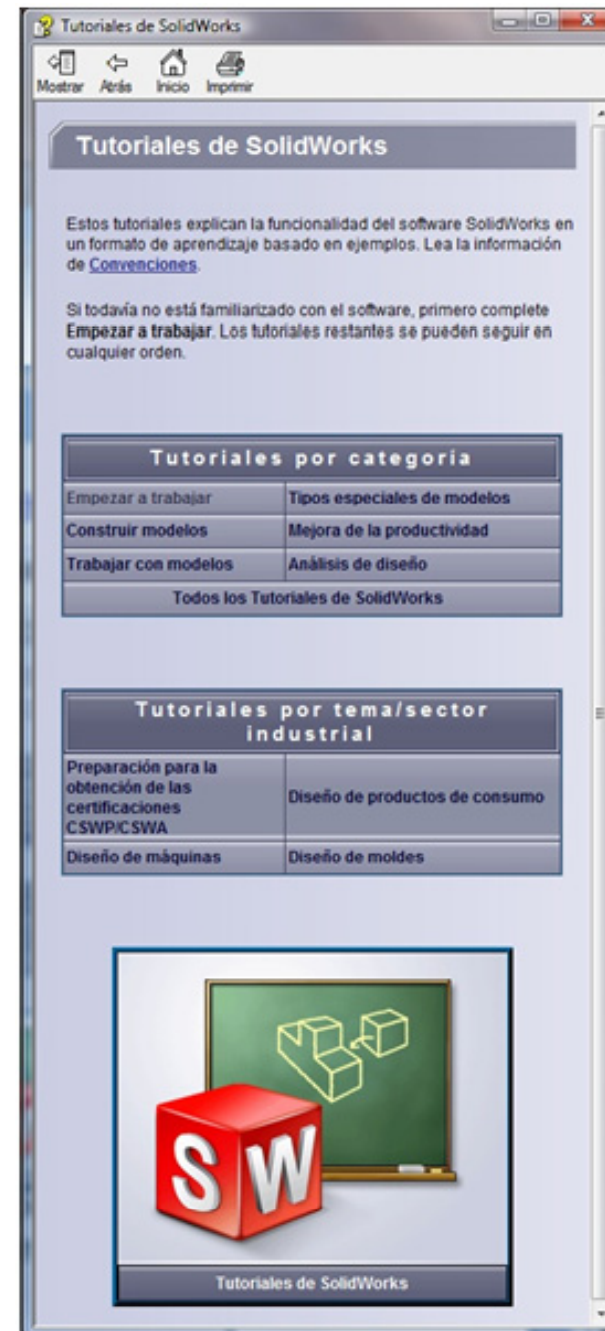 Tutoriales de SolidWorks
Mostrar Atrás Inicio Imprimir
Tutoriales de SolidWorks
Estos tutoriales explican la funcionalidad del software SolidWorks en
un formato de aprendizaje basado en ejemplos. Lea la información
de Convenciones.
Si todavía no está familiarizado con el software, primero complete
Empezar a trabajar. Los tutoriales restantes se pueden seguir en
cualquier orden.
Tutoriales por categoría
Empezar a trabajar Tipos especiales de modelos
Construir modelos Mejora de la productividad
Trabajar con modelos Análisis de diseño
Todos los Tutoriales de SolidWorks
Tutoriales por tema/sector
industrial
Preparación para la
obtención de las
certificaciones
CSWP/CSWA
Diseño de productos de consumo
Diseño de máquinas Diseño de moldes
SW
Tutoriales de SolidWorks